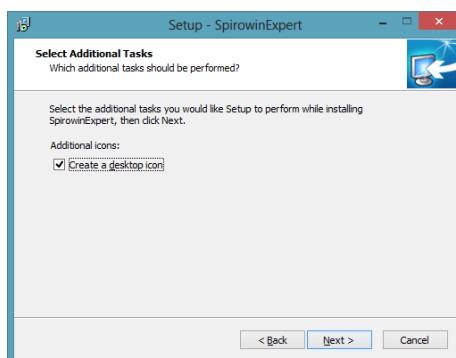 Setup - SpirowinExpert
Select Additional Tasks
Which additional tasks should be performed?
Select the additional tasks you would like Setup to perform while installing
SpirowinExpert, then click Next.
Additional icons:
Create a desktop icon
< Back Next > Cancel